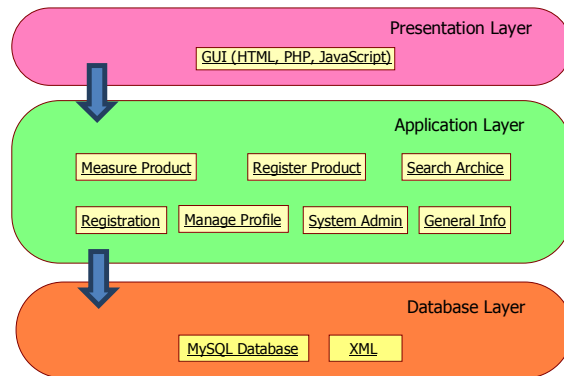 Presentation Layer
GUI (HTML, PHP, JavaScript)
Application Layer
Measure Product
Register Product
Search Archice
Registration
Manage Profile
System Admin
General Info
Database Layer
MySQL Database
XML